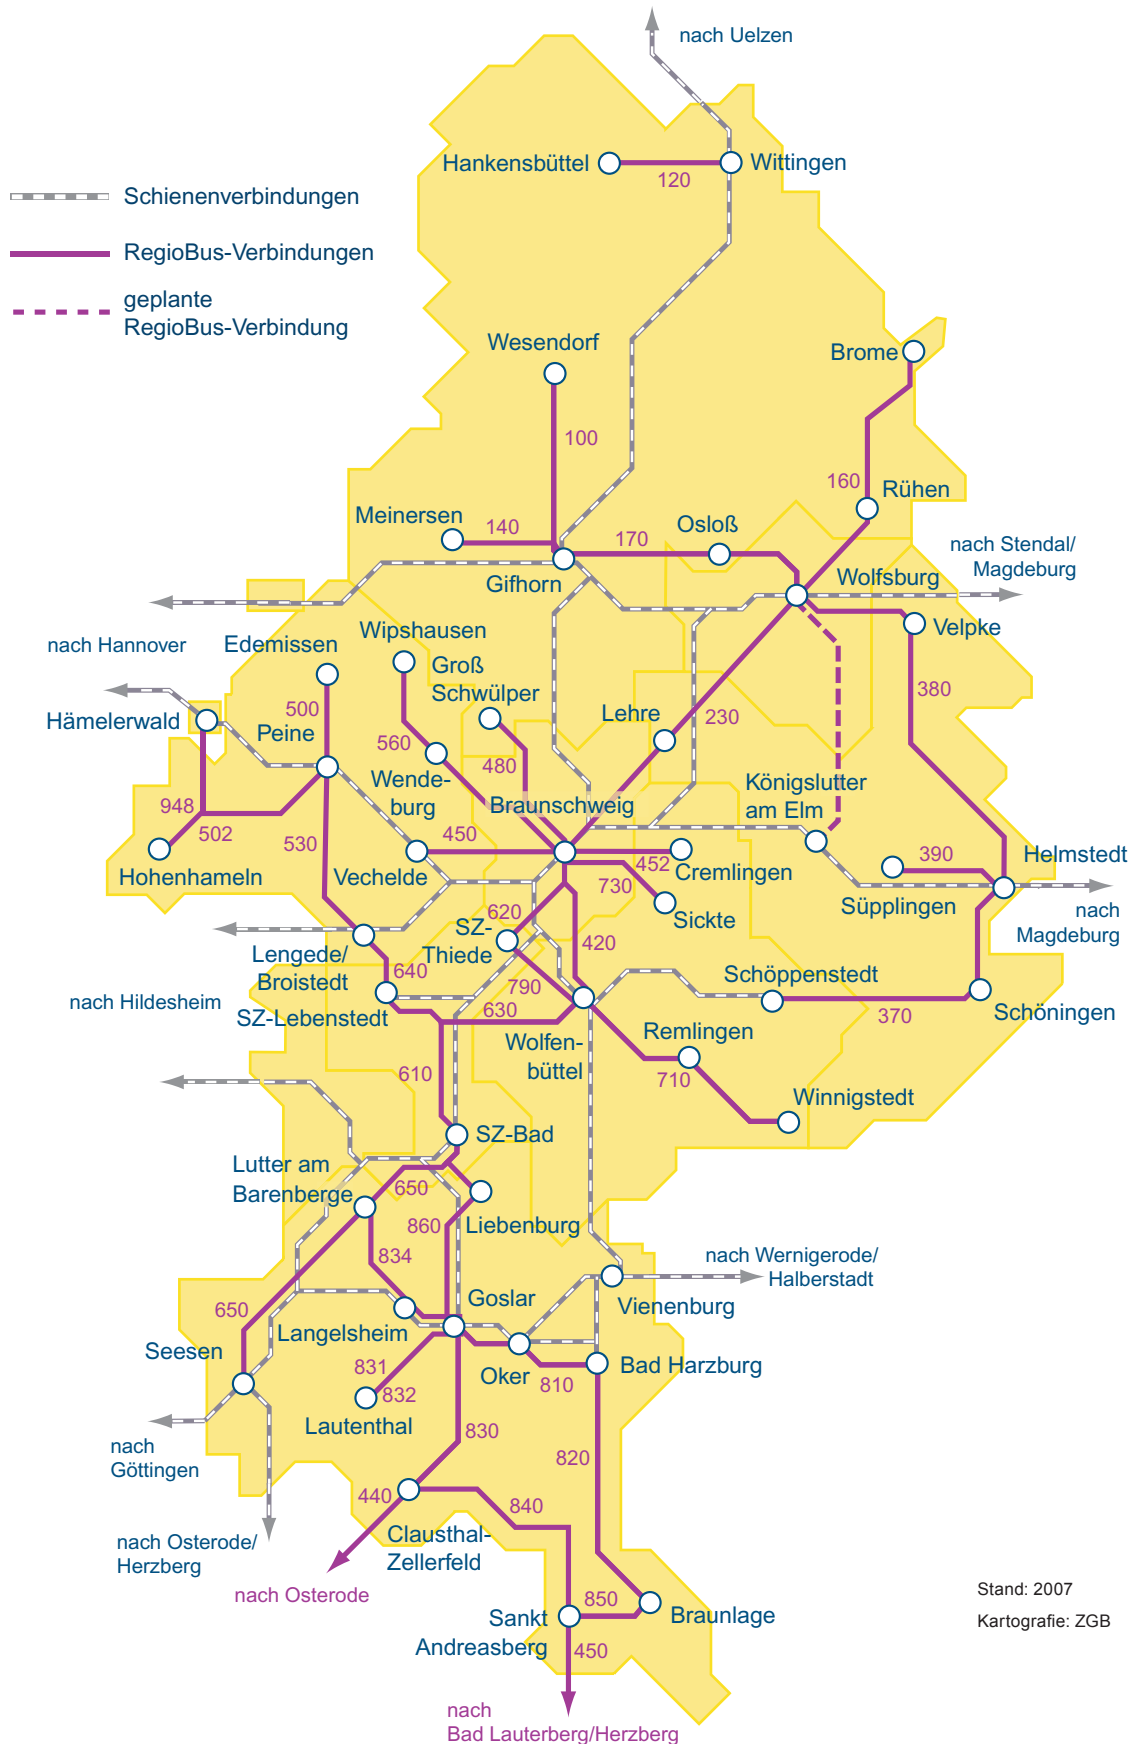 nach Uelzen
Hankensbüttel
Wittingen
120
Schienenverbindungen
RegioBus-Verbindungen
geplante
RegioBus-Verbindung
Wesendorf
Brome
100
160
Rühen
Meinersen
140
170
Osloß
Gifhorn
Wolfsburg
nach Stendal/
Magdeburg
Velpke
nach Hannover
Edemissen
Wipshausen
Groß
Schwülper
Hämelerwald
500
Peine
560
480
Lehre
230
380
Wende-
burg
Braunschweig
Königslutter
am Elm
948
502
530
450
452
Hohenhameln
Vechelde
Cremlingen
730
Sickte
390
Helmstedt
Süpplingen
nach
Magdeburg
620
SZ-
Thiede
420
Lengede/
Broistedt
640
790
630
nach Hildesheim
SZ-Lebenstedt
Schöppenstedt
370
Schöningen
Wolfen-
büttel
Remlingen
710
Winnigstedt
610
SZ-Bad
Lutter am
Barenberge
650
860
Liebenburg
834
nach Wernigerode/
Halberstadt
650
Goslar
Vienenburg
Langelsheim
Seesen
831
832
Oker
810
Bad Harzburg
Lautenthal
830
820
nach
Göttingen
440
840
nach Osterode/
Herzberg
Clausthal-
Zellerfeld
nach Osterode
850
Braunlage
Sankt
Andreasberg
450
nach
Bad Lauterberg/Herzberg
Stand: 2007
Kartografie: ZGB